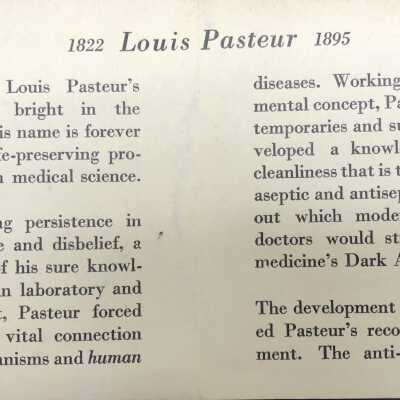 1822 Louis Pasteur 1895
Louis Pasteur's
bright in the
is name is forever
fe-preserving pro-
medical science.
ng persistence in
e and disbelief, a
f his sure knowl-
n laboratory and
t, Pasteur forced
vital connection
anisms and human
diseases. Working
mental concept, Pa
temporaries and su
veloped a knowl
cleanliness that is t
aseptic and antisep
out which mode
doctors would st
medicine's Dark A
The development
ed Pasteur's reco
ment. The anti-